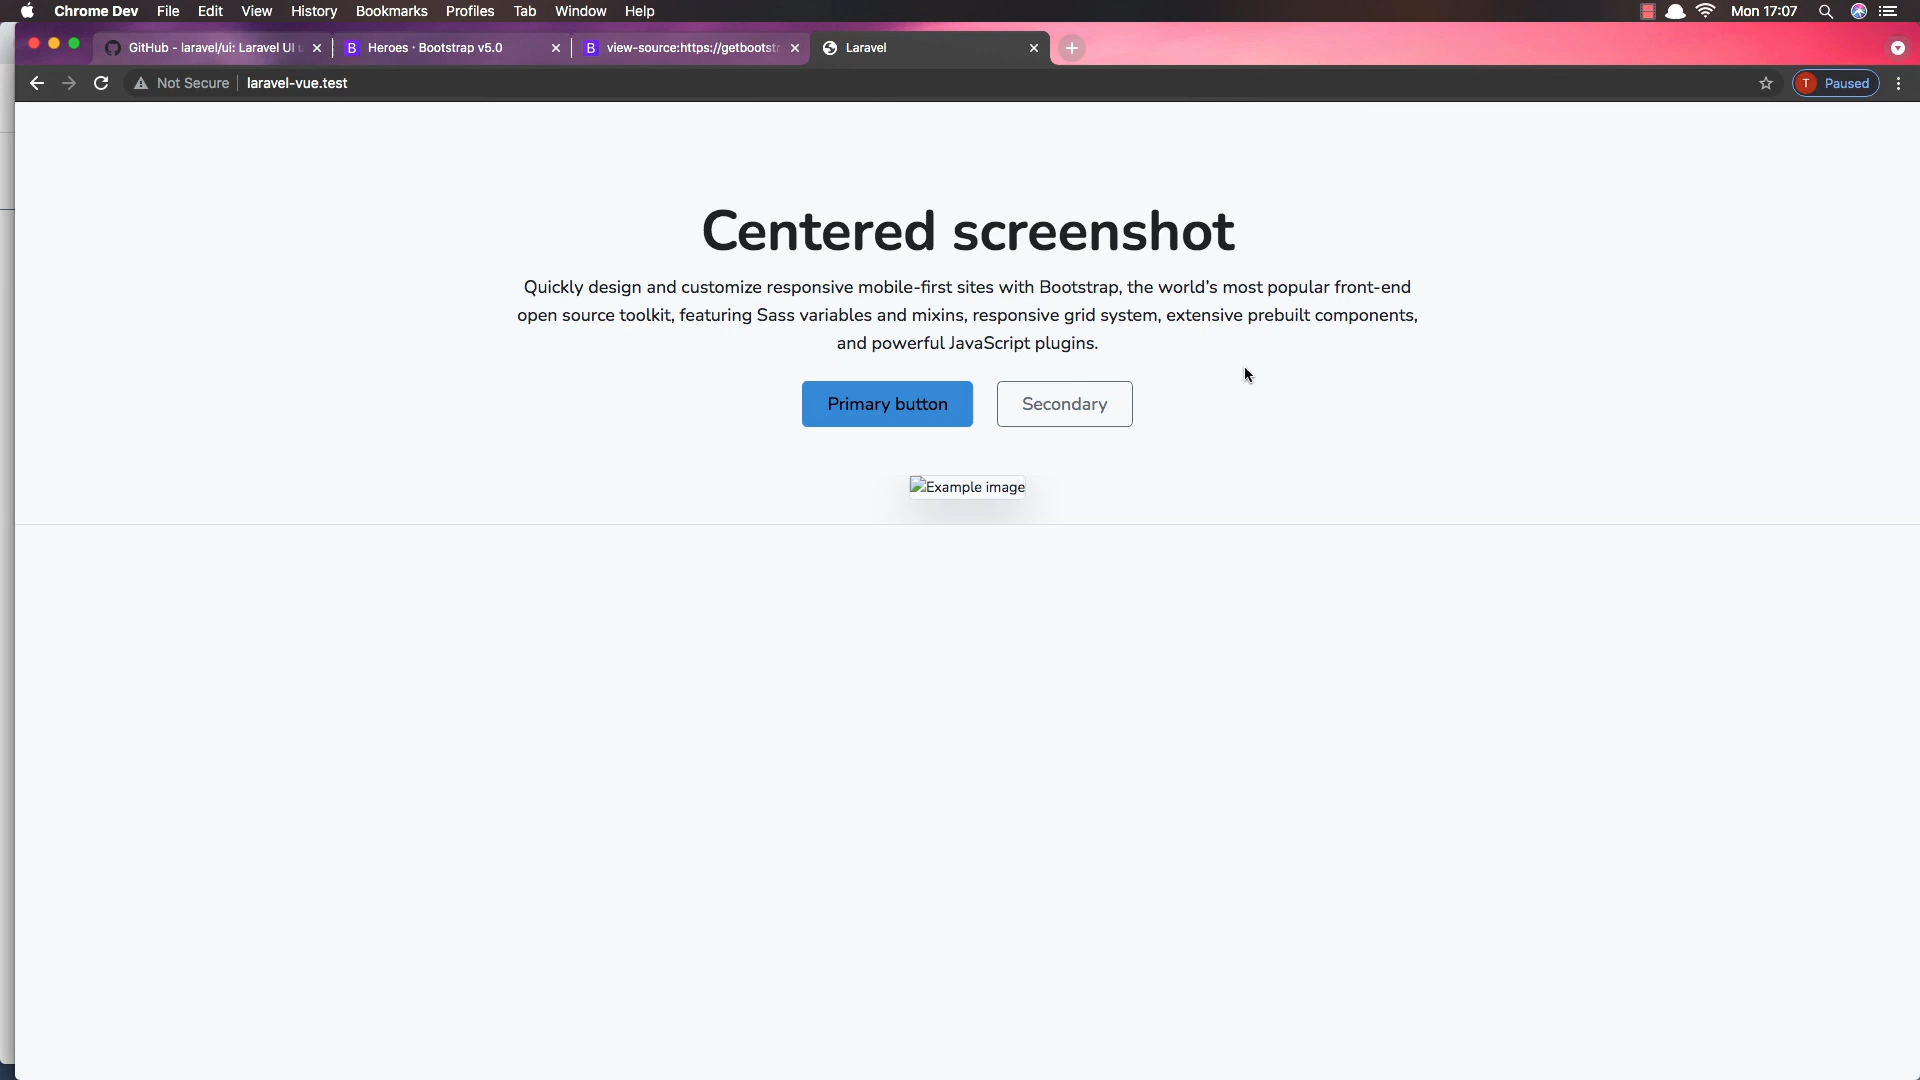 Chrome Dev File Edit View History Bookmarks Profiles Tab Window Help Mon 17:07
GitHub - laravel/ui: Laravel UI Heroes · Bootstrap v5.0 view-source:https://getbootstr Laravel
Not Secure laravel-vue.test T Paused
Centered screenshot
Quickly design and customize responsive mobile-first sites with Bootstrap, the world’s most popular front-end
open source toolkit, featuring Sass variables and mixins, responsive grid system, extensive prebuilt components,
and powerful JavaScript plugins.
Primary button Secondary
Example image